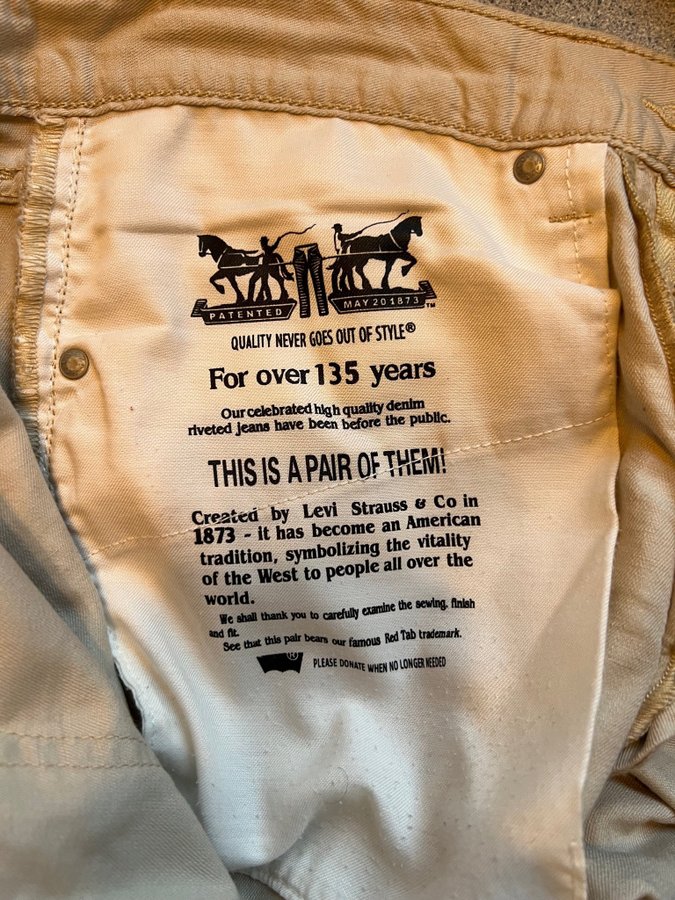 PATENTED MAY 20 1873 ™
QUALITY NEVER GOES OUT OF STYLE®
For over 135 years
Our celebrated high quality denim
riveted jeans have been before the public.
THIS IS A PAIR OF THEM!
Created by Levi Strauss & Co in
1873 - it has become an American
tradition, symbolizing the vitality
of the West to people all over the
world.
We shall thank you to carefully examine the sewing, finish
and fit.
See that this pair bears our famous Red Tab trademark.
® PLEASE DONATE WHEN NO LONGER NEEDED